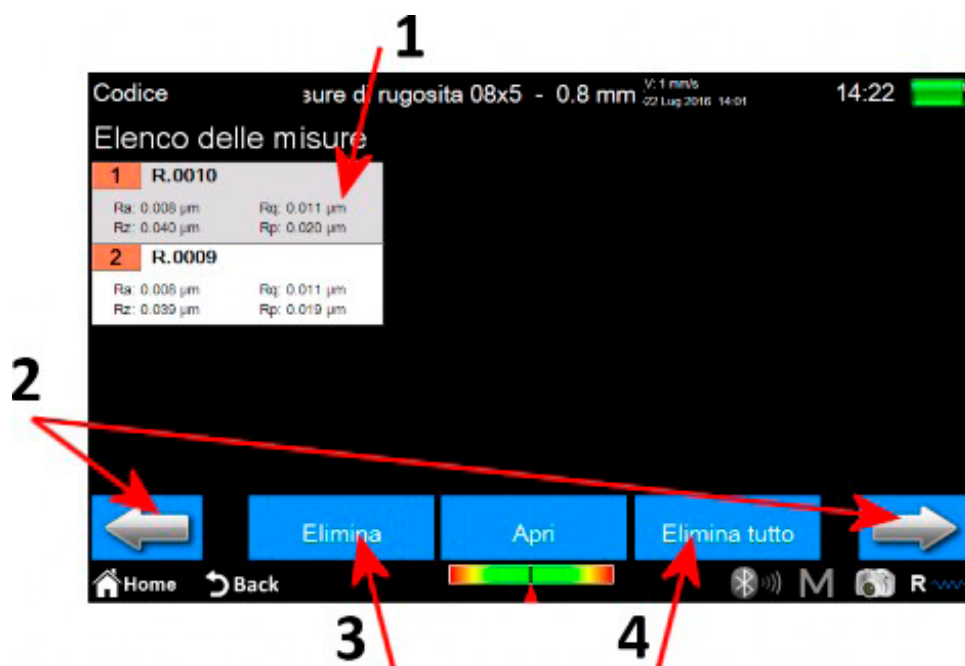 1
Codice sure di rugosita 08x5 - 0.8 mm V: 1 mm/s 14:22
22 Lug 2016 14:01
Elenco delle misure
1 R.0010
Ra: 0.008 µm Rq: 0.011 µm
Rz: 0.040 µm Rp: 0.020 µm
2 R.0009
Ra: 0.008 µm Rq: 0.011 µm
Rz: 0.039 µm Rp: 0.019 µm
2
Elimina Apri Elimina tutto
Home Back M R
3 4